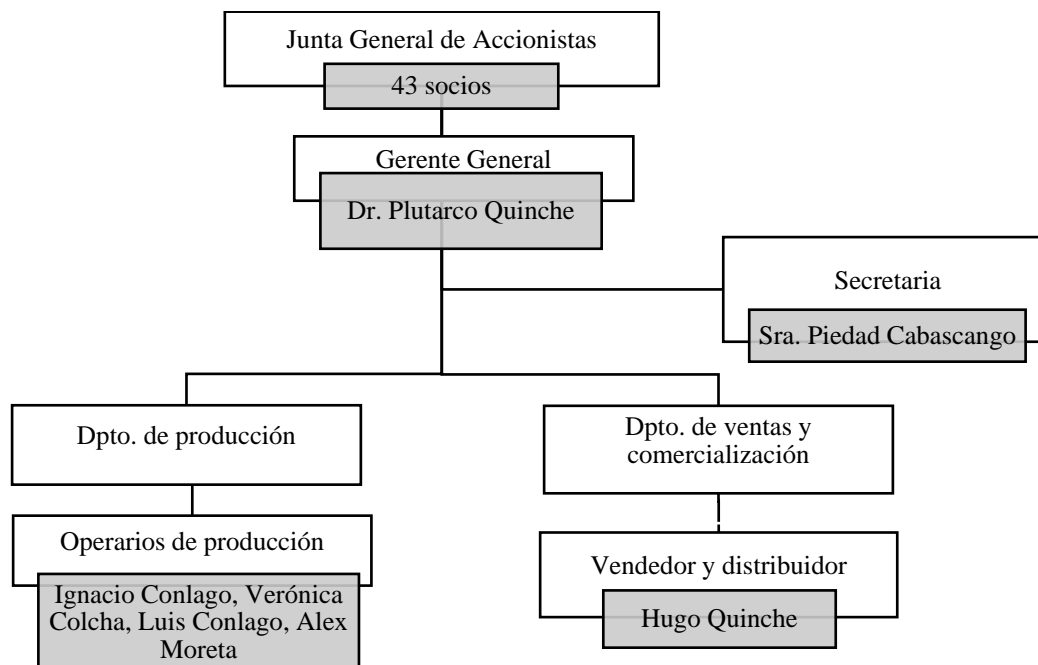 Junta General de Accionistas
43 socios
Gerente General
Dr. Plutarco Quinche
Secretaria
Sra. Piedad Cabascango
Dpto. de producción
Dpto. de ventas y
comercialización
Operarios de producción
Ignacio Conlago, Verónica
Colcha, Luis Conlago, Alex
Moreta
Vendedor y distribuidor
Hugo Quinche